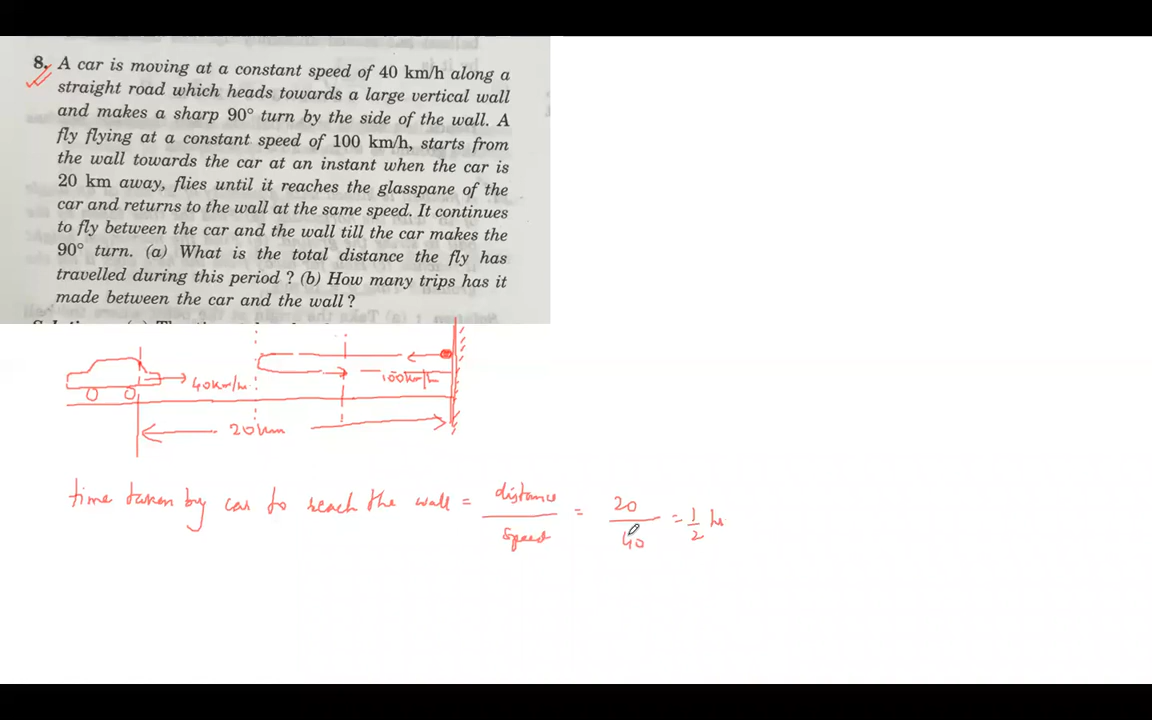 8. A car is moving at a constant speed of 40 km/h along a
straight road which heads towards a large vertical wall
and makes a sharp 90° turn by the side of the wall. A
fly flying at a constant speed of 100 km/h, starts from
the wall towards the car at an instant when the car is
20 km away, flies until it reaches the glasspane of the
car and returns to the wall at the same speed. It continues
to fly between the car and the wall till the car makes the
90° turn. (a) What is the total distance the fly has
travelled during this period ? (b) How many trips has it
made between the car and the wall ?
40km/hr
100km/h
20km
time taken by car to reach the wall = distance / speed = 20 / 40 = 1/2 hr